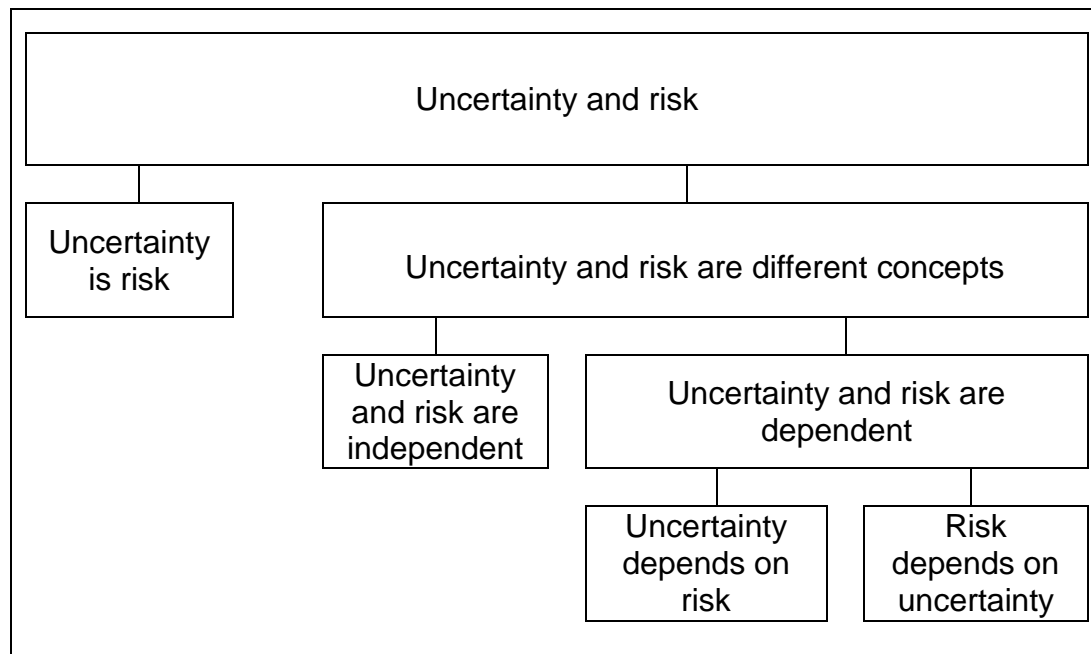 Uncertainty and risk
Uncertainty
is risk
Uncertainty and risk are different concepts
Uncertainty
and risk are
independent
Uncertainty and risk are
dependent
Uncertainty
depends on
risk
Risk
depends on
uncertainty